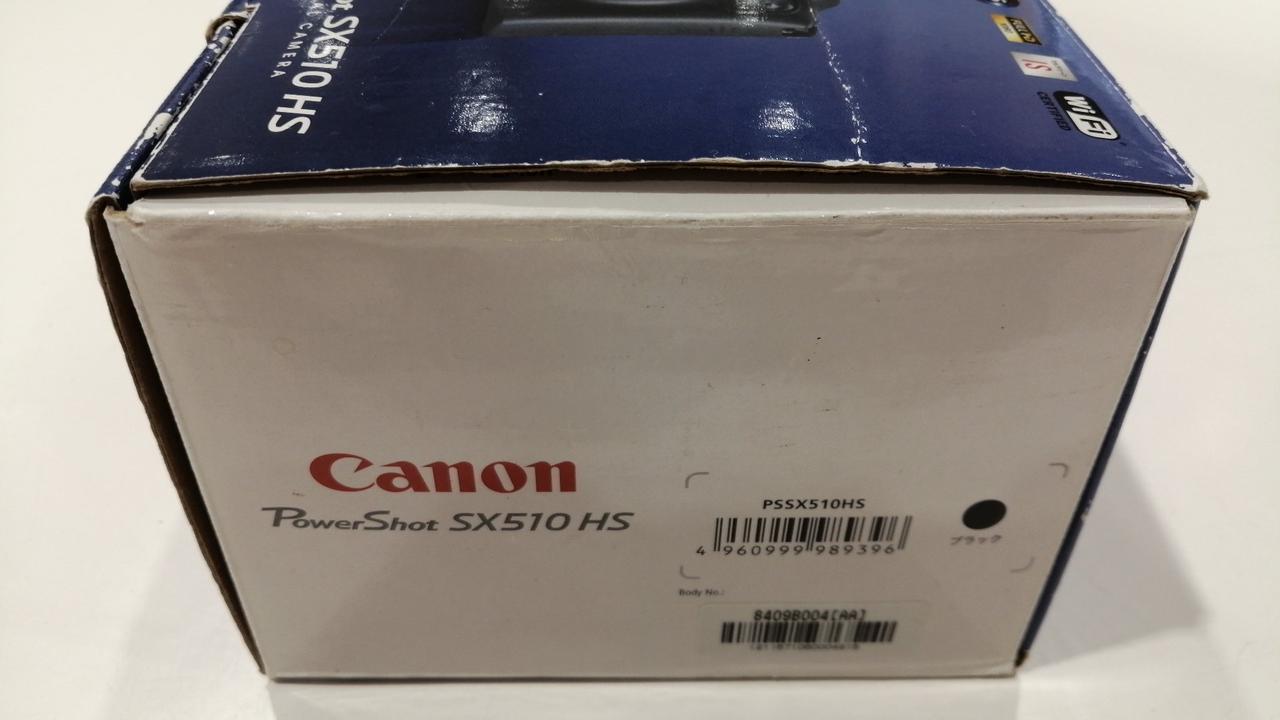 SX510 HS
CAMERA
Wi Fi
CERTIFIED
Canon
PowerShot SX510 HS
PSSX510HS
4 960999 989396
ブラック
Body No.:
8409B004[AA]